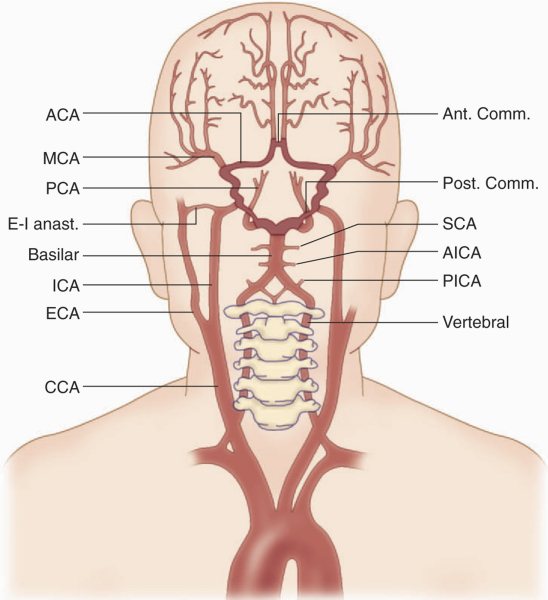 ACA
MCA
PCA
E-I anast.
Basilar
ICA
ECA
CCA
Ant. Comm.
Post. Comm.
SCA
AICA
PICA
Vertebral